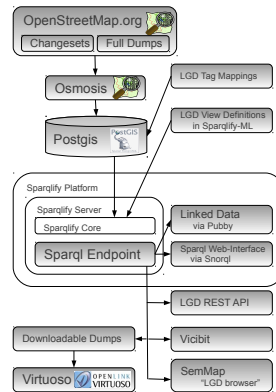 OpenStreetMap.org
Changesets
Full Dumps
Osmosis
LGD Tag Mappings
Postgis
PostGIS
LGD View Definitions
in Sparqlify-ML
Sparqlify Platform
Sparqlify Server
Sparqlify Core
Sparql Endpoint
Linked Data
via Pubby
Sparql Web-Interface
via Snorql
LGD REST API
Downloadable Dumps
Vicibit
Virtuoso
OPENLINK
VIRTUOSO
SemMap
"LGD browser"